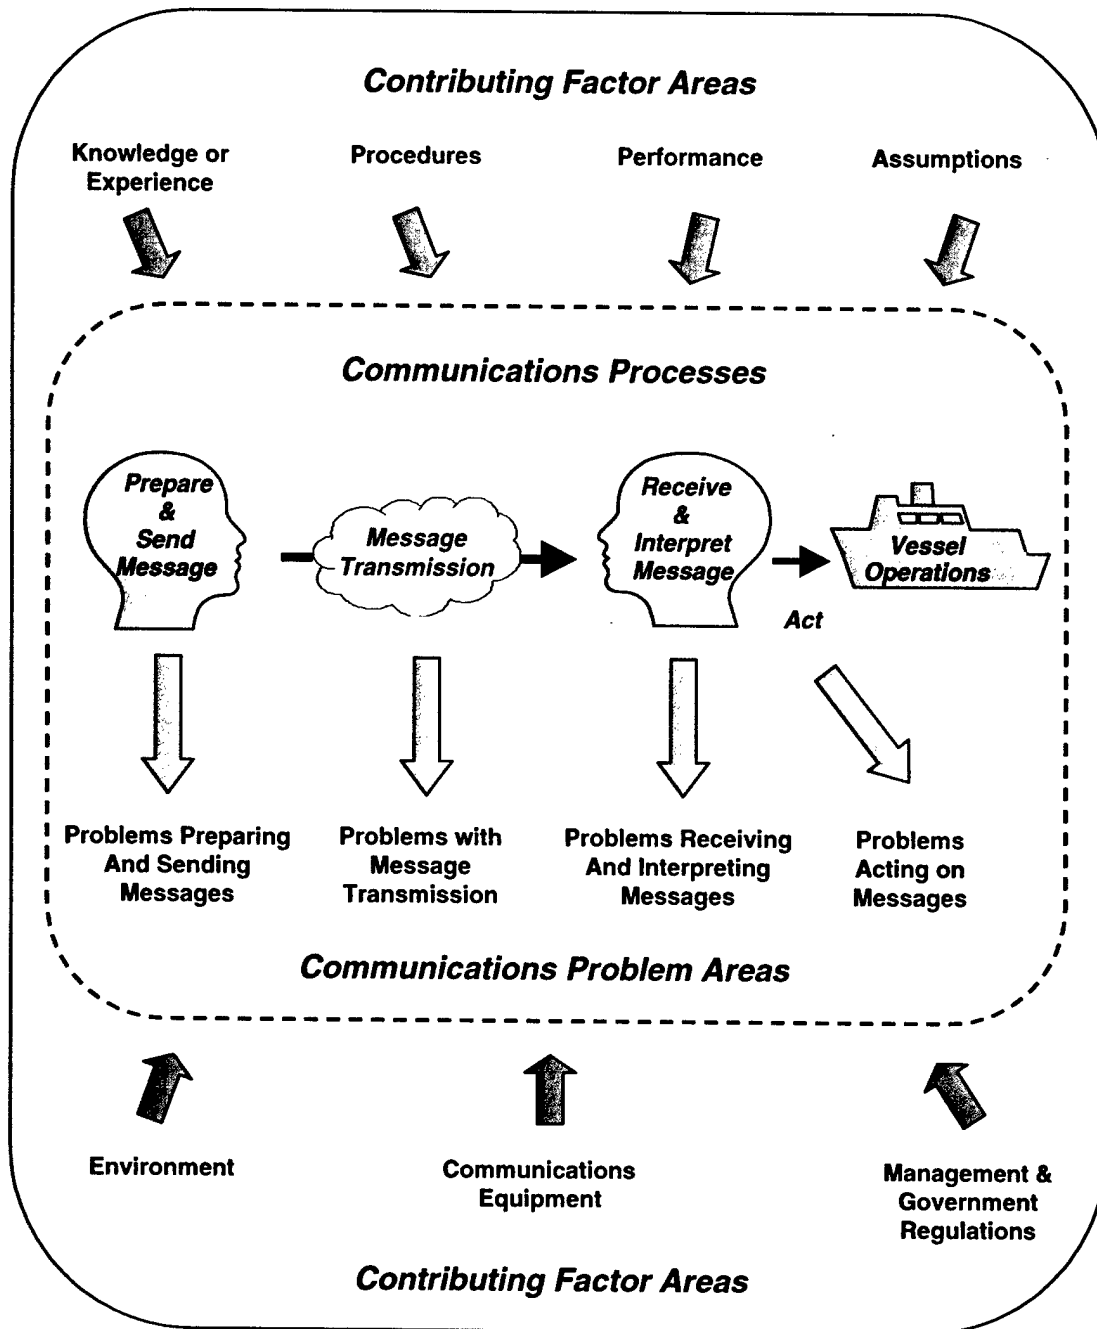 Contributing Factor Areas
Knowledge or
Experience
Procedures
Performance
Assumptions
Communications Processes
Prepare
&
Send
Message
Message
Transmission
Receive
&
Interpret
Message
Act
Vessel
Operations
Problems Preparing
And Sending
Messages
Problems with
Message
Transmission
Problems Receiving
And Interpreting
Messages
Problems
Acting on
Messages
Communications Problem Areas
Environment
Communications
Equipment
Management &
Government
Regulations
Contributing Factor Areas